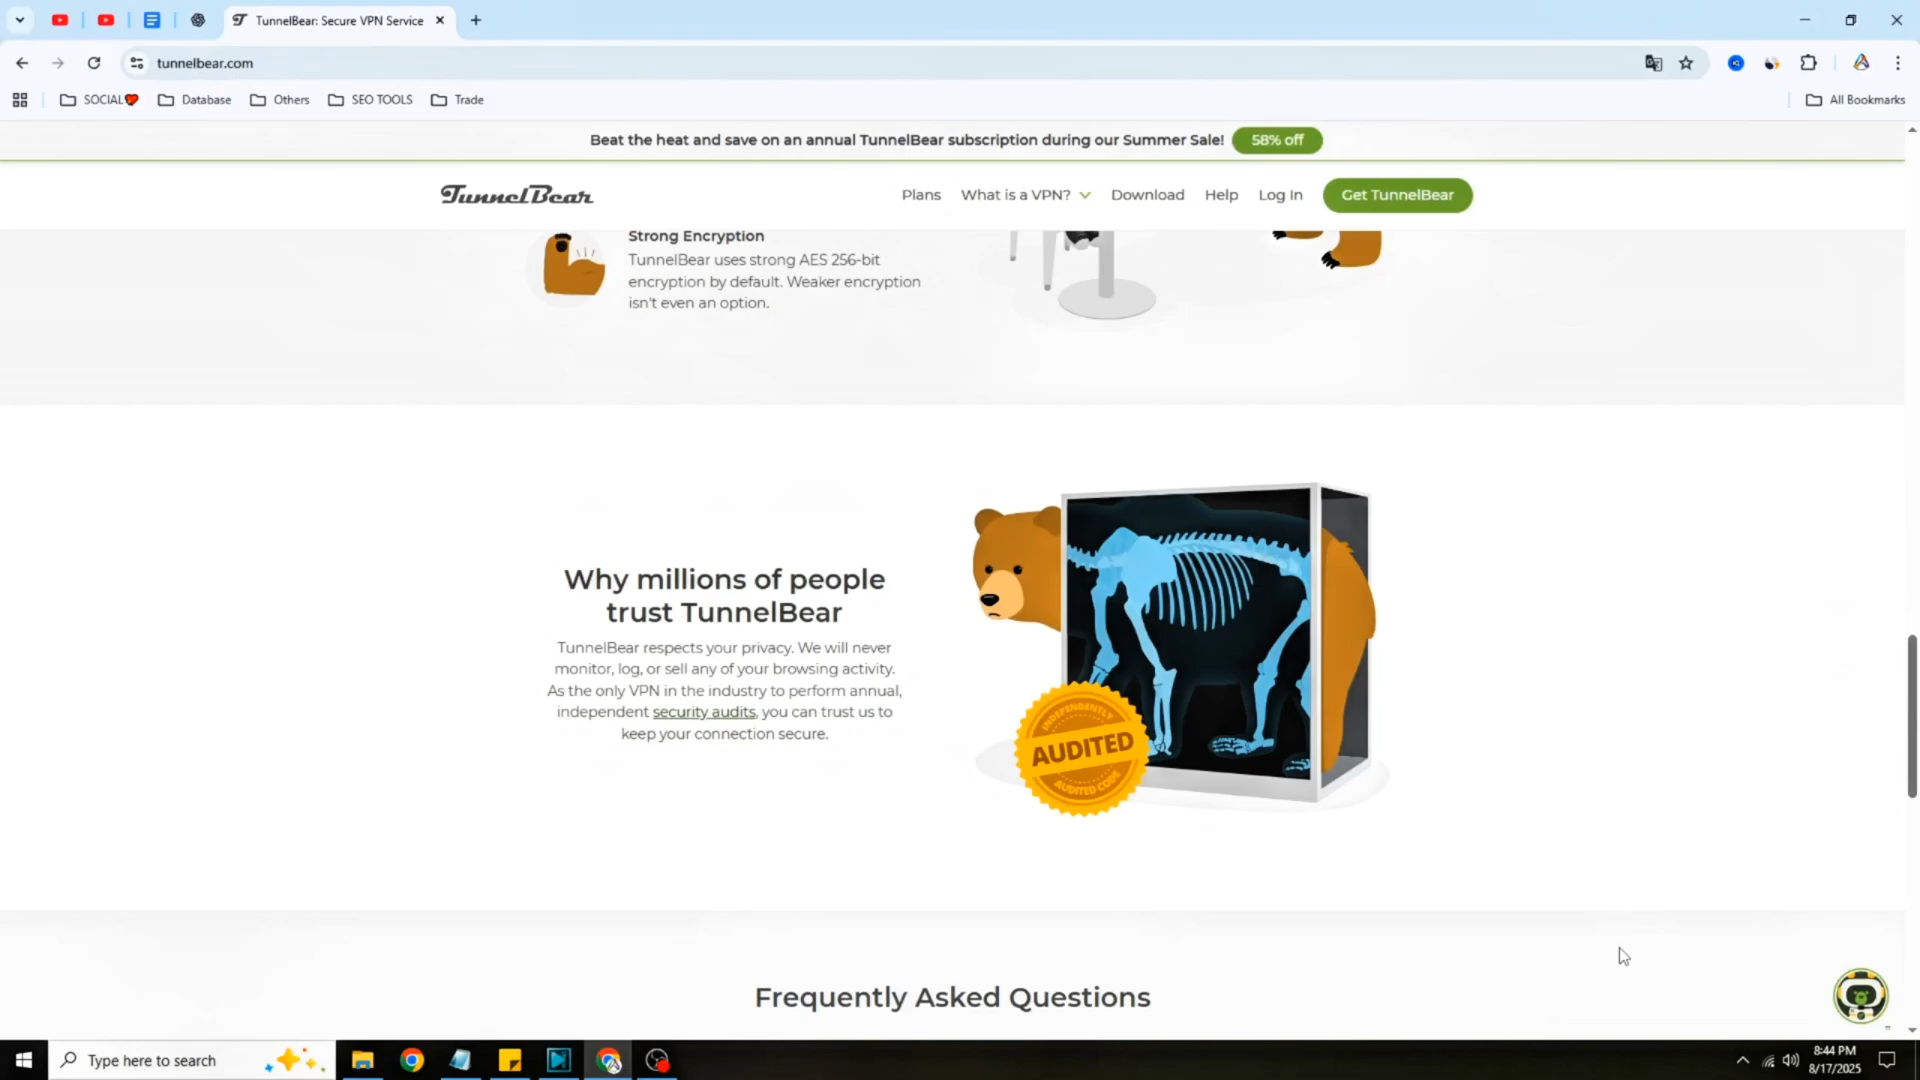 TunnelBear: Secure VPN Service
tunnelbear.com
SOCIAL
Database
Others
SEO TOOLS
Trade
All Bookmarks
Beat the heat and save on an annual TunnelBear subscription during our Summer Sale!
58% off
TunnelBear
Plans
What is a VPN?
Download
Help
Log In
Get TunnelBear
Strong Encryption
TunnelBear uses strong AES 256-bit
encryption by default. Weaker encryption
isn't even an option.
Why millions of people
trust TunnelBear
TunnelBear respects your privacy. We will never
monitor, log, or sell any of your browsing activity.
As the only VPN in the industry to perform annual,
independent security audits, you can trust us to
keep your connection secure.
INDEPENDENTLY
AUDITED
AUDITED CODE
Frequently Asked Questions
Type here to search
8:44 PM
8/17/2025